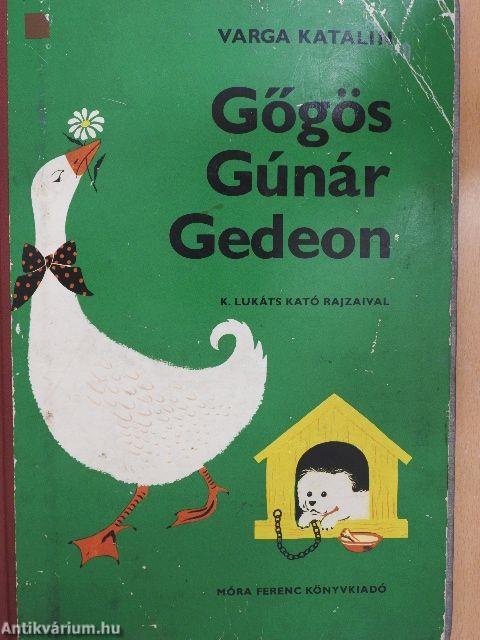 VARGA KATALIN
Gőgös
Gúnár
Gedeon
K. LUKÁTS KATÓ RAJZAIVAL
MÓRA FERENC KÖNYVKIADÓ
Antikvárium.hu